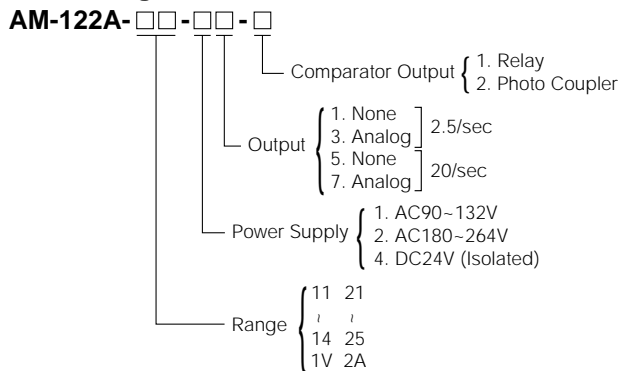 AM-122A-□□-□□-□
Comparator Output { 1. Relay
2. Photo Coupler
Output { 1. None
3. Analog ] 2.5/sec
5. None
7. Analog ] 20/sec
Power Supply { 1. AC90~132V
2. AC180~264V
4. DC24V (Isolated)
Range { 11 21
~ ~
14 25
1V 2A